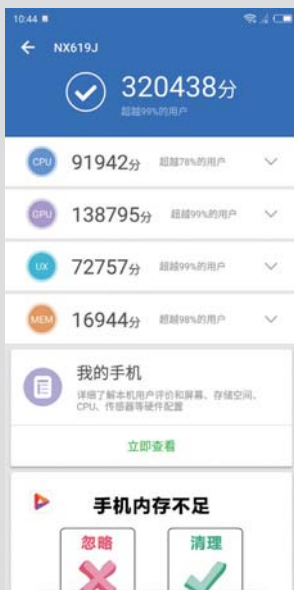 10:44
NX619J
320438分
超越99%的用户
CPU 91942分 超越78%的用户
GPU 138795分 超越99%的用户
UX 72757分 超越99%的用户
MEM 16944分 超越98%的用户
我的手机
详细了解本机用户评价和屏幕、存储空间、
CPU、传感器等硬件配置
立即查看
手机内存不足
忽略 清理